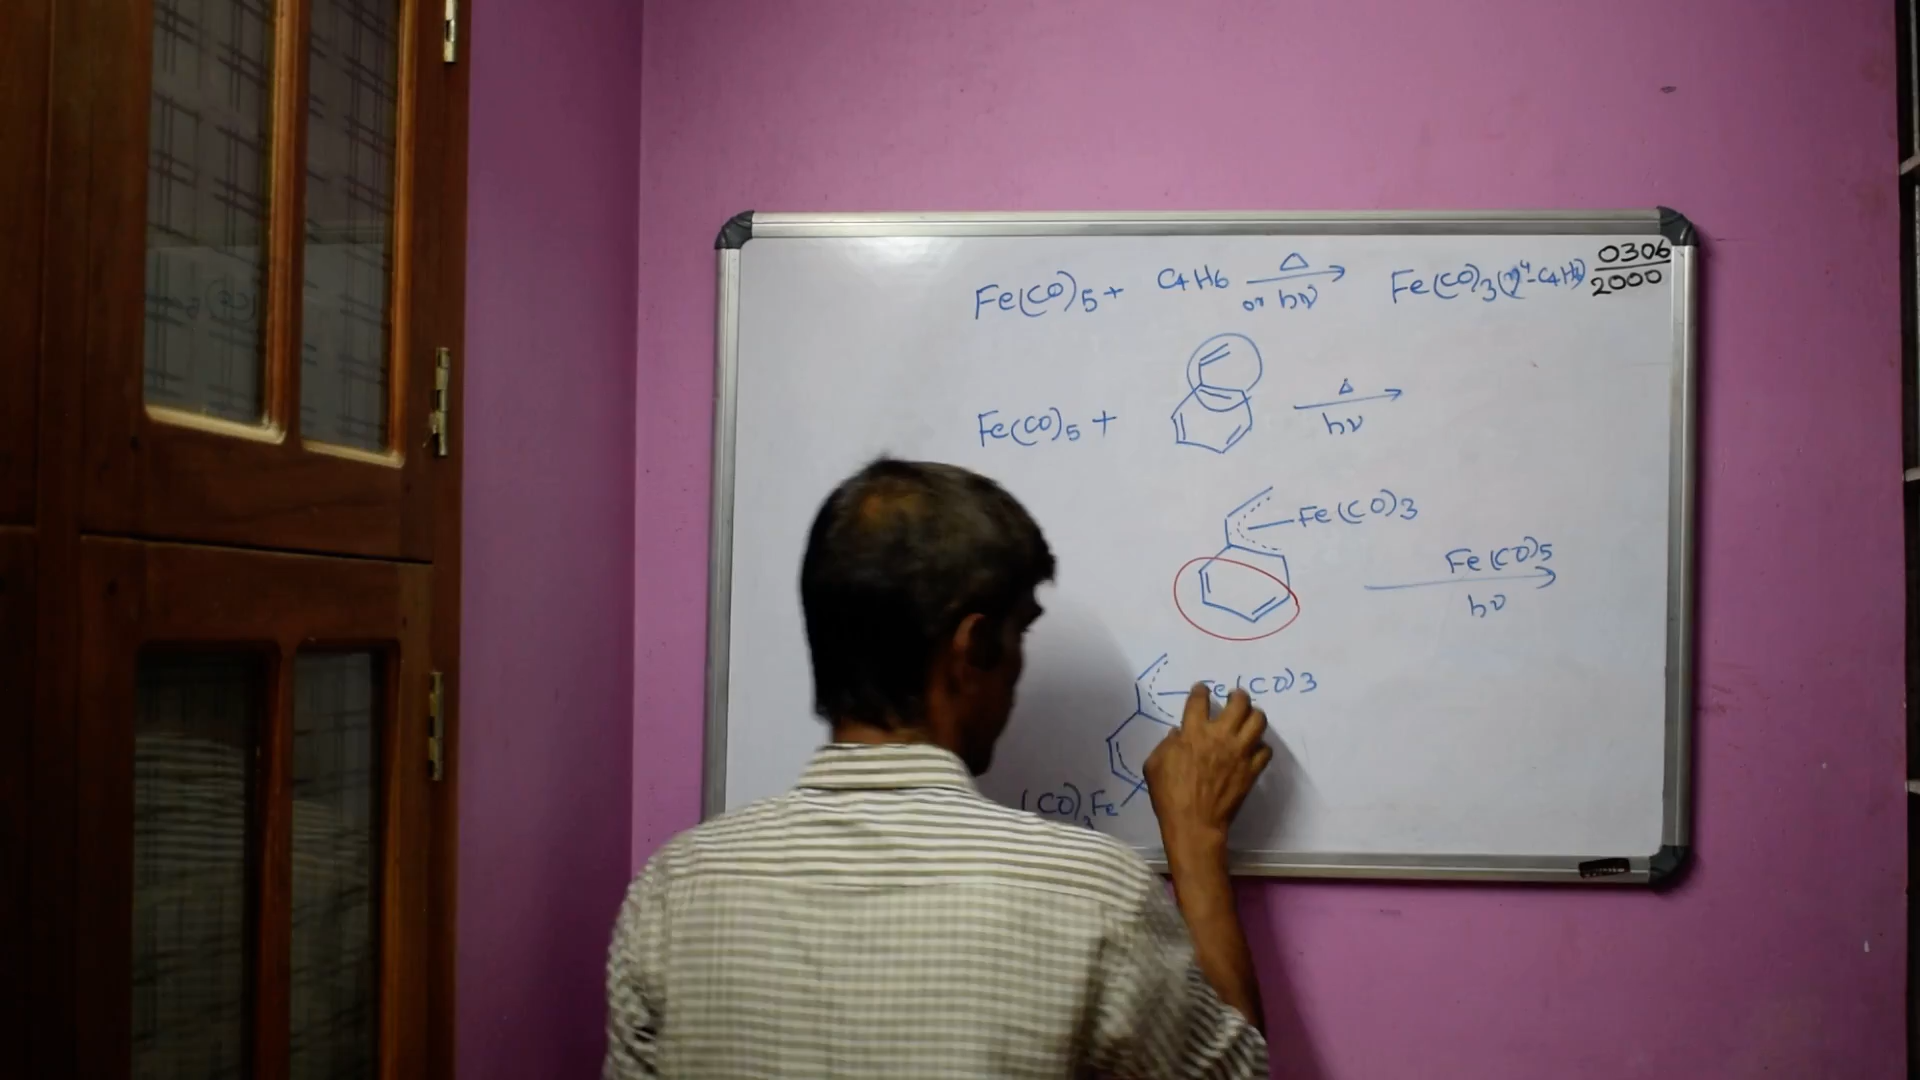 Fe(CO)5 + C4H6 Δ or hν Fe(CO)3(η⁴-C4H6)
0306
2000
Fe(CO)5 + Δ hν
Fe(CO)3
Fe(CO)5
hν
Fe(CO)3
(CO)3Fe